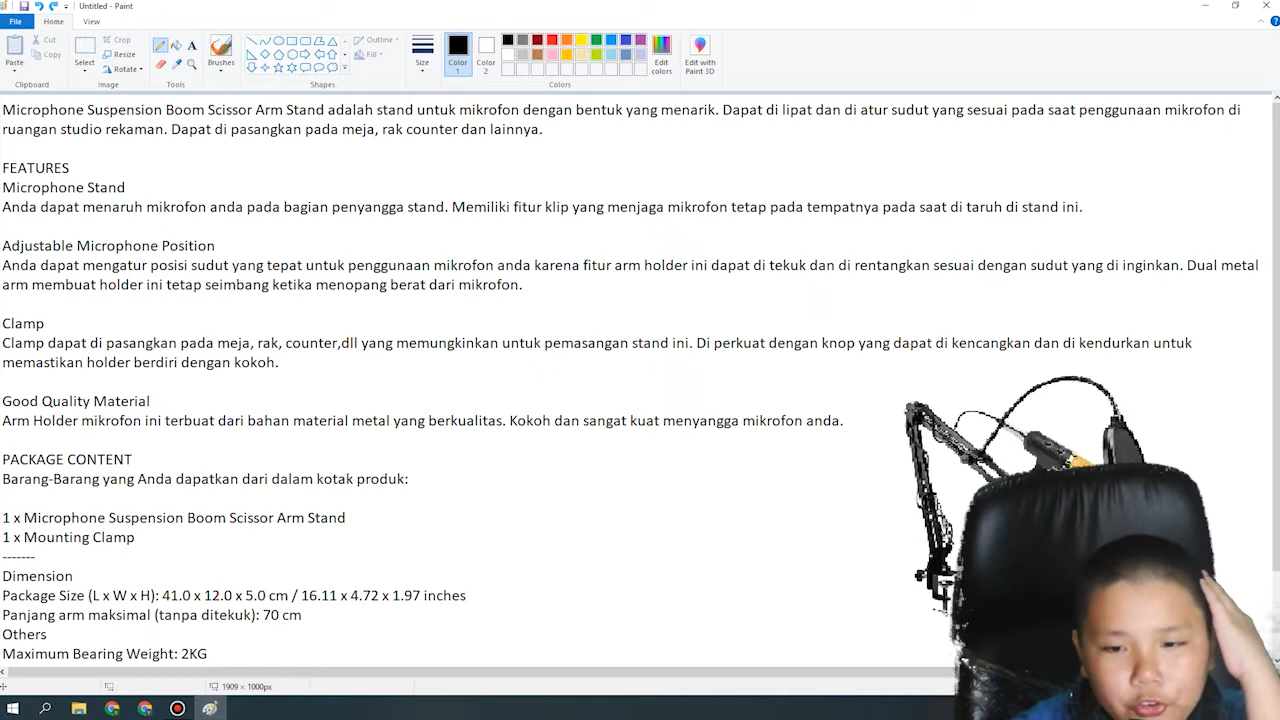 Untitled - Paint
File Home View
Paste
Cut
Copy
Clipboard
Select
Crop
Resize
Rotate
Image
Tools
Brushes
Outline
Fill
Shapes
Size
Color 1
Color 2
Edit colors
Edit with Paint 3D
Colors
Microphone Suspension Boom Scissor Arm Stand adalah stand untuk mikrofon dengan bentuk yang menarik. Dapat di lipat dan di atur sudut yang sesuai pada saat penggunaan mikrofon di
ruangan studio rekaman. Dapat di pasangkan pada meja, rak counter dan lainnya.
FEATURES
Microphone Stand
Anda dapat menaruh mikrofon anda pada bagian penyangga stand. Memiliki fitur klip yang menjaga mikrofon tetap pada tempatnya pada saat di taruh di stand ini.
Adjustable Microphone Position
Anda dapat mengatur posisi sudut yang tepat untuk penggunaan mikrofon anda karena fitur arm holder ini dapat di tekuk dan di rentangkan sesuai dengan sudut yang di inginkan. Dual metal
arm membuat holder ini tetap seimbang ketika menopang berat dari mikrofon.
Clamp
Clamp dapat di pasangkan pada meja, rak, counter,dll yang memungkinkan untuk pemasangan stand ini. Di perkuat dengan knop yang dapat di kencangkan dan di kendurkan untuk
memastikan holder berdiri dengan kokoh.
Good Quality Material
Arm Holder mikrofon ini terbuat dari bahan material metal yang berkualitas. Kokoh dan sangat kuat menyangga mikrofon anda.
PACKAGE CONTENT
Barang-Barang yang Anda dapatkan dari dalam kotak produk:
1 x Microphone Suspension Boom Scissor Arm Stand
1 x Mounting Clamp
-------
Dimension
Package Size (L x W x H): 41.0 x 12.0 x 5.0 cm / 16.11 x 4.72 x 1.97 inches
Panjang arm maksimal (tanpa ditekuk): 70 cm
Others
Maximum Bearing Weight: 2KG
1909 × 1000px